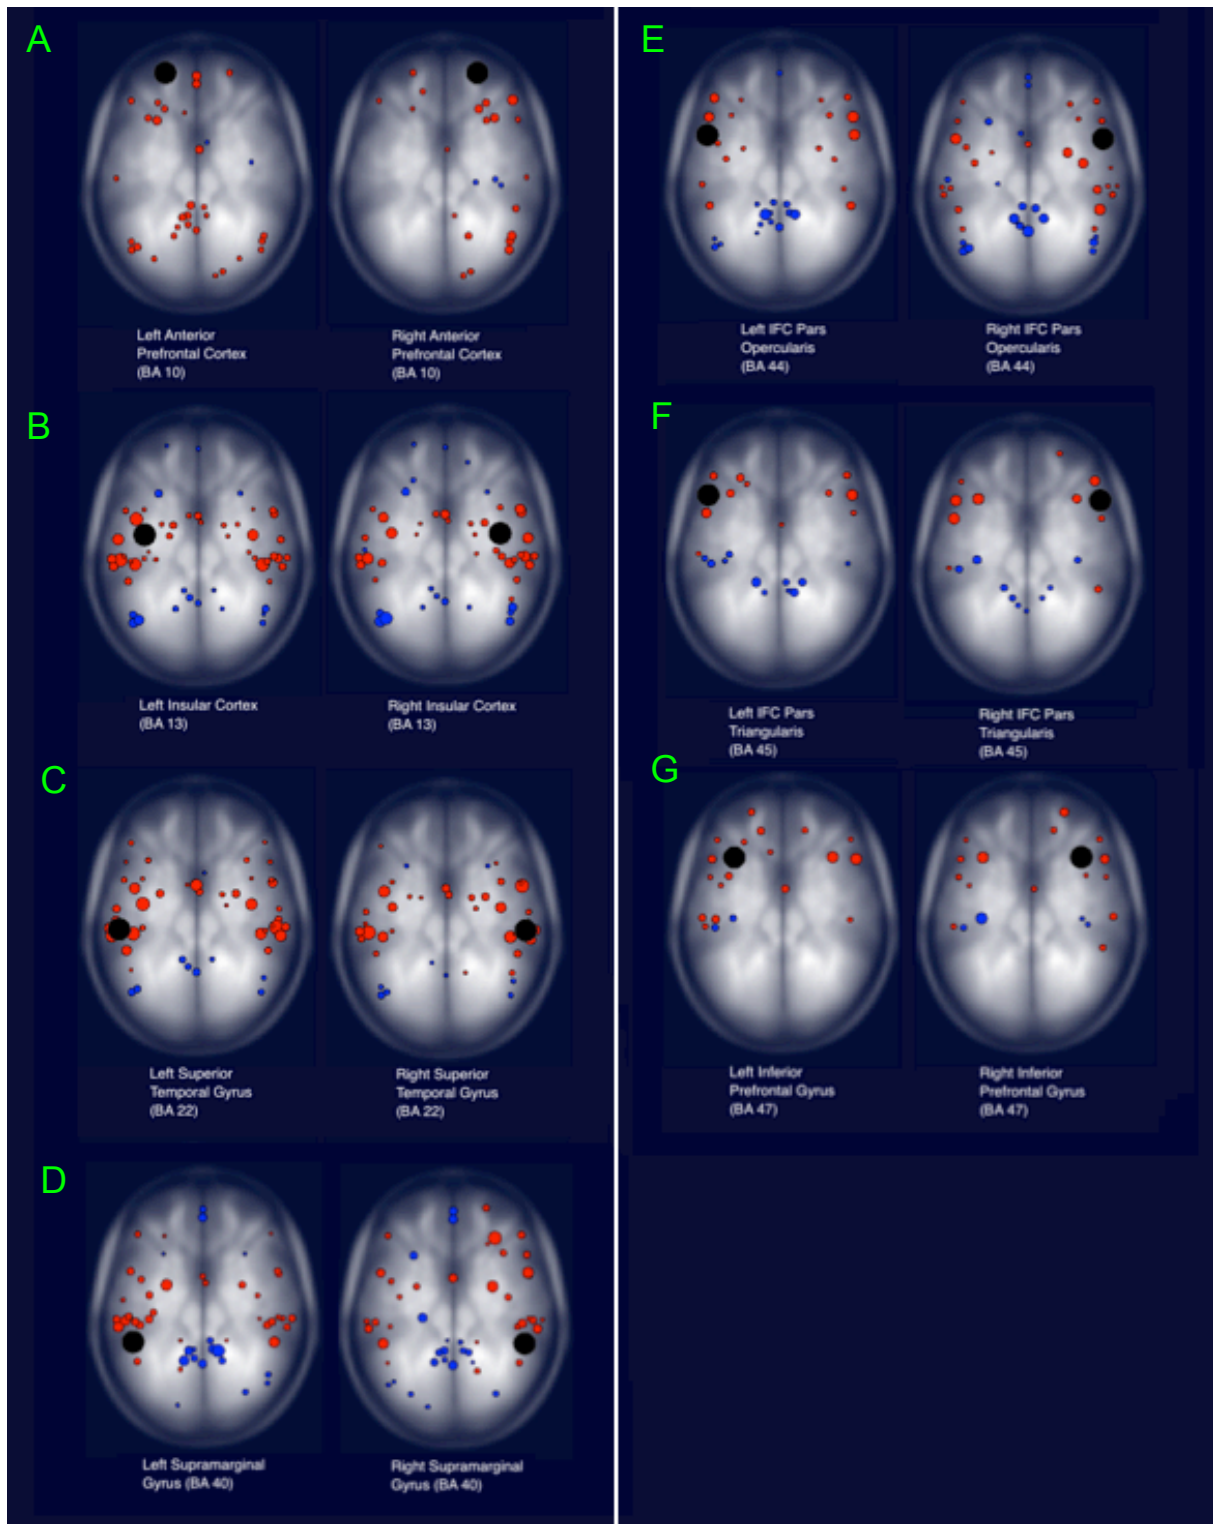 A
Left Anterior
Prefrontal Cortex
(BA 10)
Right Anterior
Prefrontal Cortex
(BA 10)
B
Left Insular Cortex
(BA 13)
Right Insular Cortex
(BA 13)
C
Left Superior
Temporal Gyrus
(BA 22)
Right Superior
Temporal Gyrus
(BA 22)
D
Left Supramarginal
Gyrus (BA 40)
Right Supramarginal
Gyrus (BA 40)
E
Left IFC Pars
Opercularis
(BA 44)
Right IFC Pars
Opercularis
(BA 44)
F
Left IFC Pars
Triangularis
(BA 45)
Right IFC Pars
Triangularis
(BA 45)
G
Left Inferior
Prefrontal Gyrus
(BA 47)
Right Inferior
Prefrontal Gyrus
(BA 47)